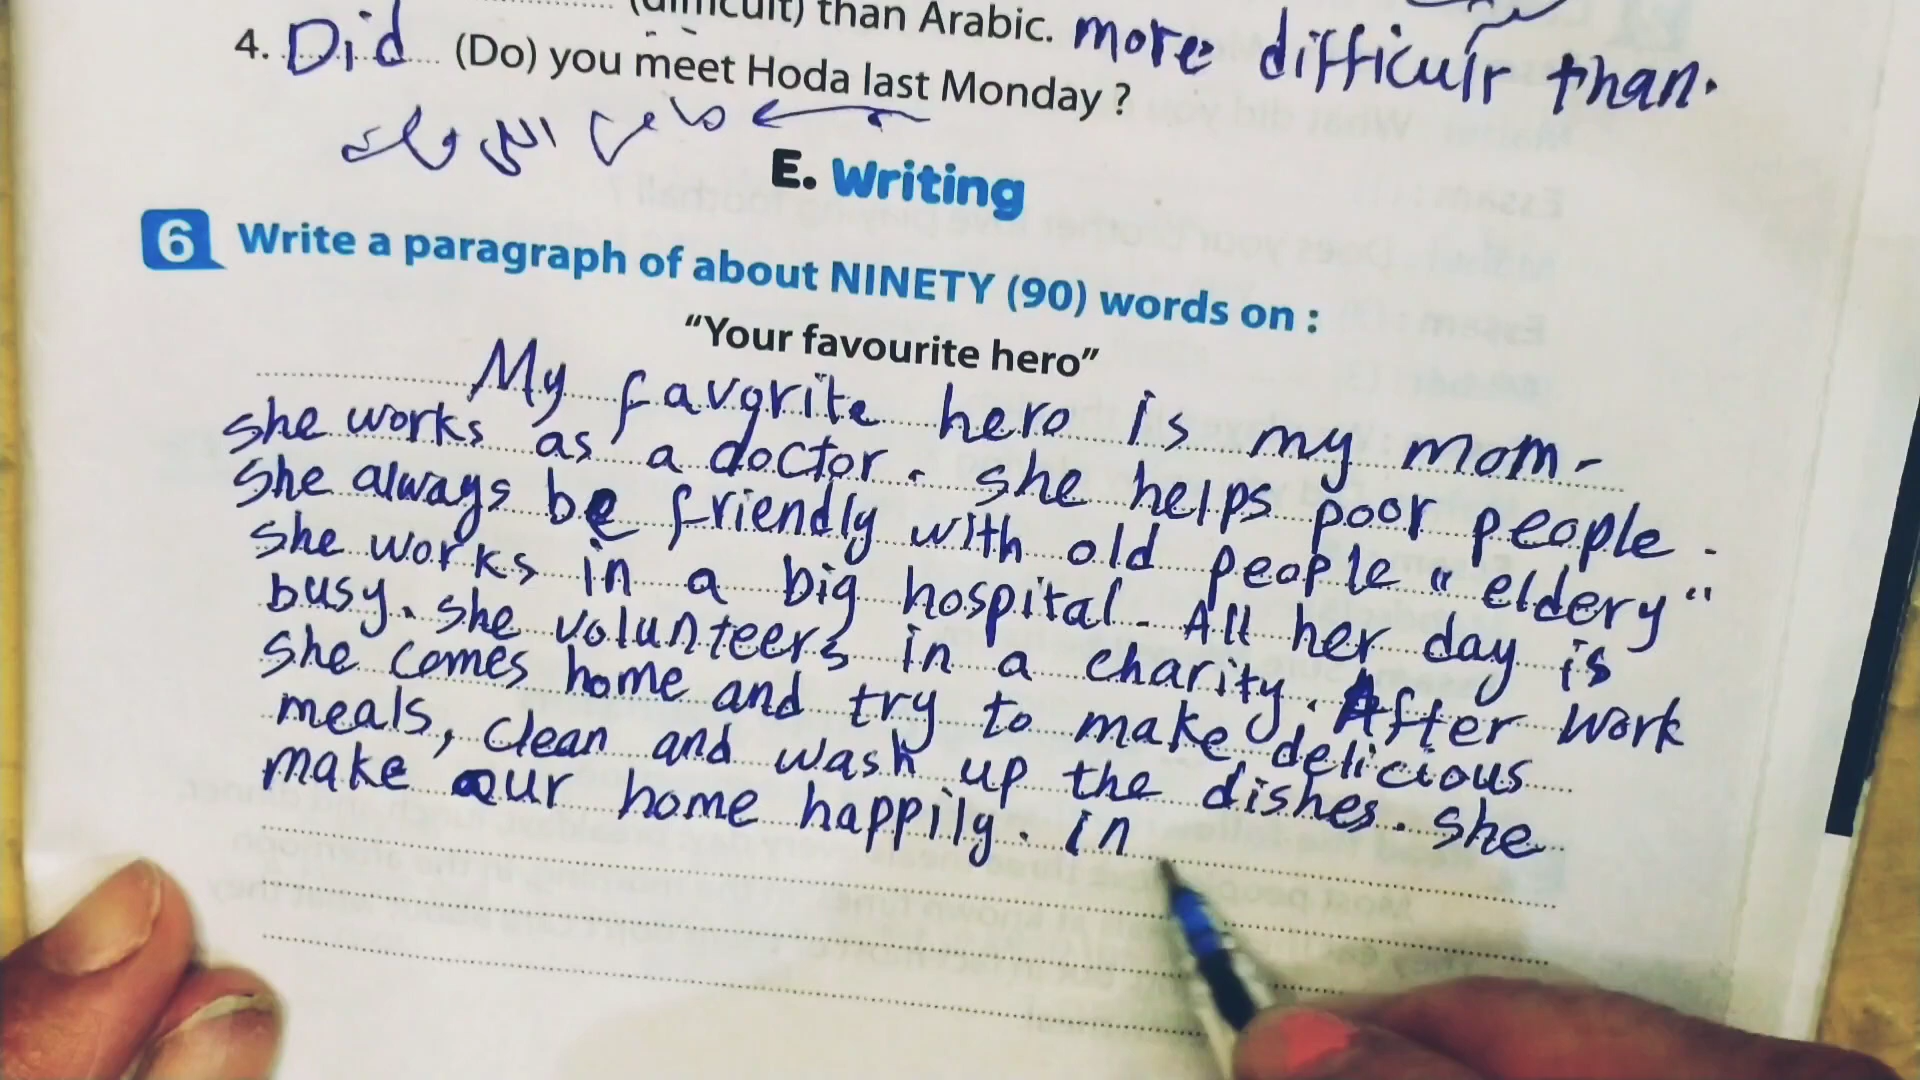 (difficult) than Arabic. more difficult than.
4. Did (Do) you meet Hoda last Monday ?
E. Writing
6 Write a paragraph of about NINETY (90) words on :
"Your favourite hero"
My favorite hero is my mom-
she works as a doctor. she helps poor people.
She always be friendly with old people "eldery"
she works in a big hospital. All her day is
busy. She volunteers in a charity. After work
she comes home and try to make delicious
meals, clean and wash up the dishes. she
make our home happily. in